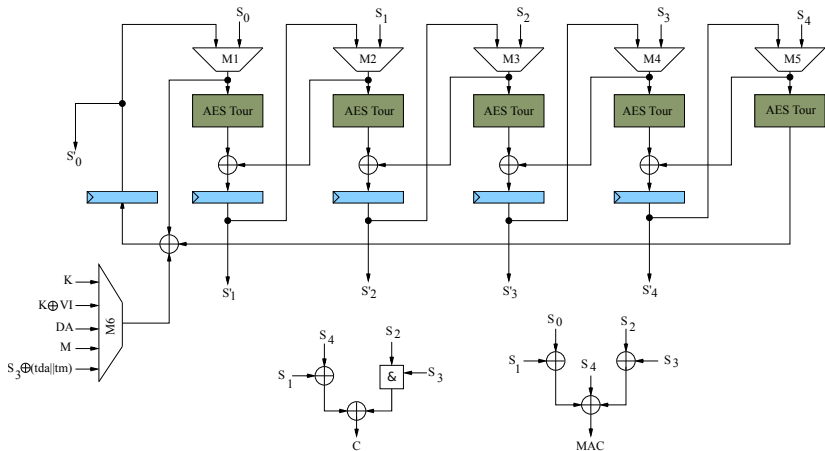 S0 S1 S2 S3 S4
M1 M2 M3 M4 M5
AES Tour AES Tour AES Tour AES Tour AES Tour
S'0
S'1 S'2 S'3 S'4
K
K⊕VI
DA
M
S3⊕(tda||tm)
M6
S4 S2
S1 & S3
C
S0 S2
S1 S4 S3
MAC